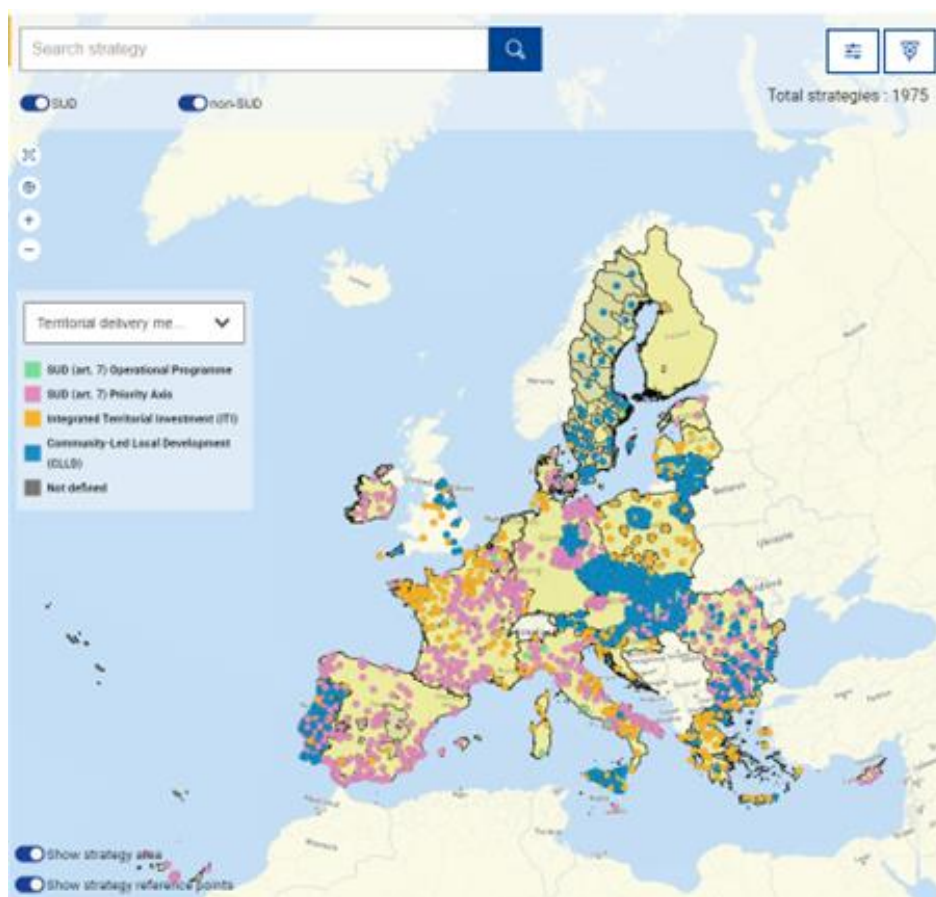 Search strategy
SUD
non-SUD
Total strategies : 1975
+
−
Territorial delivery me...
SUD (art. 7) Operational Programme
SUD (art. 7) Priority Axis
Integrated Territorial Investment (ITI)
Community-Led Local Development
(CLLD)
Not defined
Belarus
Ukraine
Show strategy area
Show strategy reference points